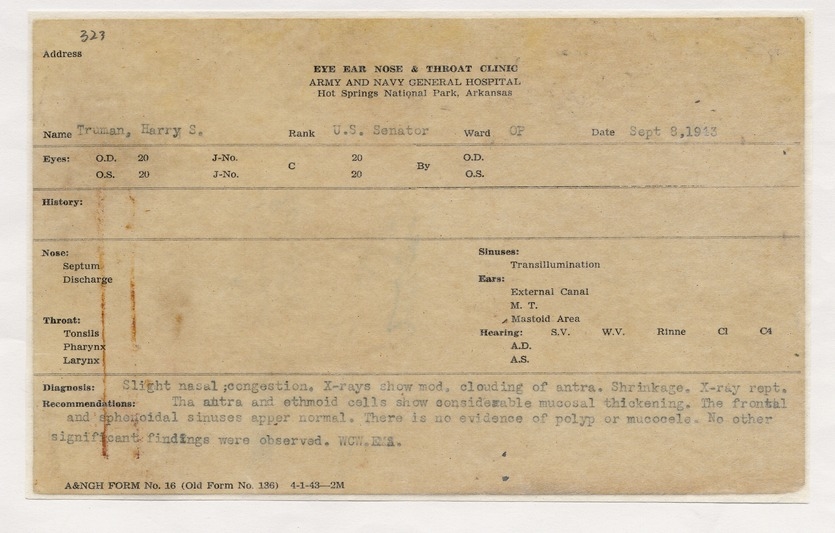 323
Address
EYE EAR NOSE & THROAT CLINIC
ARMY AND NAVY GENERAL HOSPITAL
Hot Springs National Park, Arkansas
Name Truman, Harry S. Rank U.S. Senator Ward OP Date Sept 8,1943
Eyes: O.D. 20 J-No. C 20 By O.D.
O.S. 20 J-No. 20 O.S.
History:
Nose: Sinuses:
Septum Transillumination
Discharge Ears:
External Canal
M. T.
Throat: Mastoid Area
Tonsils Hearing: S.V. W.V. Rinne C1 C4
Pharynx A.D.
Larynx A.S.
Diagnosis: Slight nasal ;congestion. X-rays show mod. clouding of antra. Shrinkage. X-ray rept.
Recommendations: Tha antra and ethmoid cells show considerable mucosal thickening. The frontal
and sphenoidal sinuses apper normal. There is no evidence of polyp or mucocele. No other
significant findings were observed. WCW.EMA.
A&NGH FORM No. 16 (Old Form No. 136) 4-1-43—2M